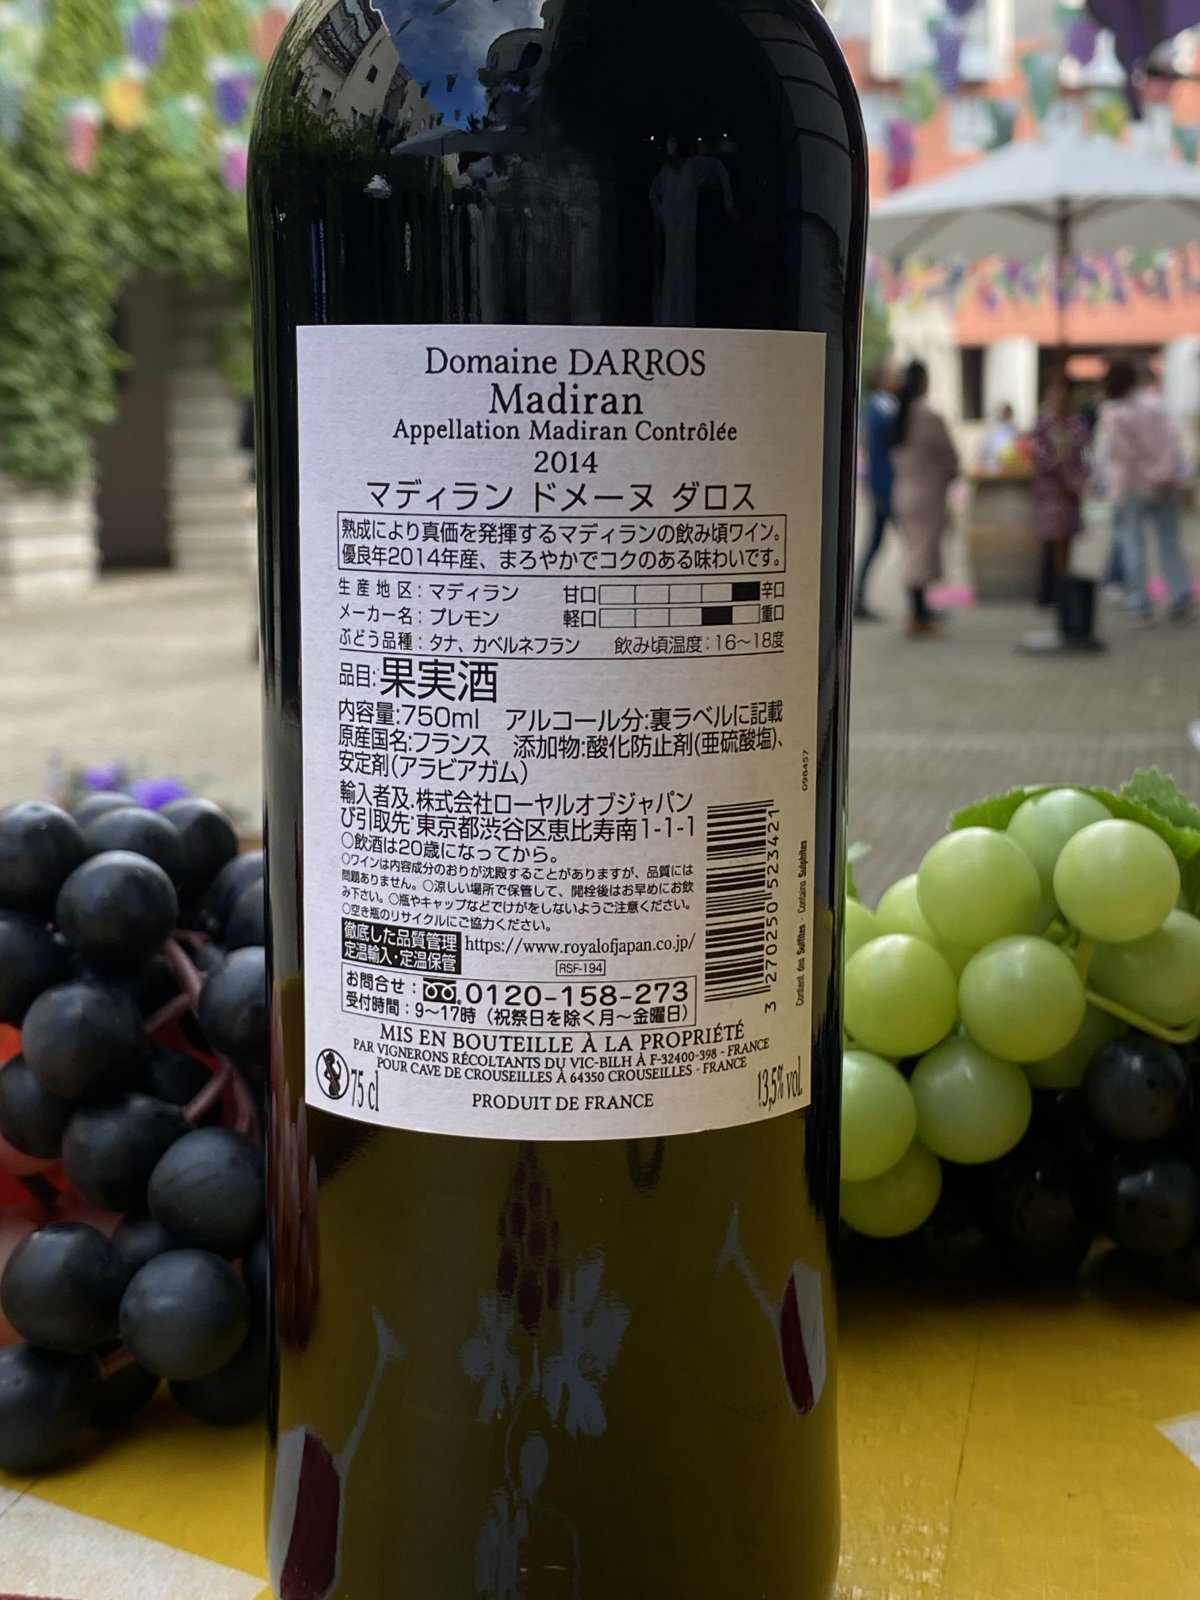 Domaine DARROS
Madiran
Appellation Madiran Contrôlée
2014
マディラン ドメーヌ ダロス
熟成により真価を発揮するマディランの飲み頃ワイン。
優良年2014年産、まろやかでコクのある味わいです。
生産地区：マディラン 甘口 辛口
メーカー名：プレモン 軽口 重口
ぶどう品種：タナ、カベルネフラン 飲み頃温度：16〜18度
品目:果実酒
内容量:750ml アルコール分:裏ラベルに記載
原産国名:フランス 添加物:酸化防止剤(亜硫酸塩)、
安定剤(アラビアガム)
輸入者及 株式会社ローヤルオブジャパン
び引取先:東京都渋谷区恵比寿南1-1-1
○飲酒は20歳になってから。
○ワインは内容成分のおりが沈殿することがありますが、品質には
問題ありません。○涼しい場所で保管して、開栓後はお早めにお飲
み下さい。○瓶やキャップなどでけがをしないようご注意ください。
○空き瓶のリサイクルにご協力ください。
徹底した品質管理
定温輸入・定温保管
https://www.royalofjapan.co.jp/
RSF-194
お問合せ：0120-158-273
受付時間：9〜17時（祝祭日を除く月〜金曜日）
3 270250 523421
098457
Contient des Sulfites - Contains Sulphites
MIS EN BOUTEILLE À LA PROPRIÉTÉ
PAR VIGNERONS RÉCOLTANTS DU VIC-BILH À F-32400-398 - FRANCE
POUR CAVE DE CROUSEILLES À 64350 CROUSEILLES - FRANCE
75 cl
PRODUIT DE FRANCE
13,5% vol.